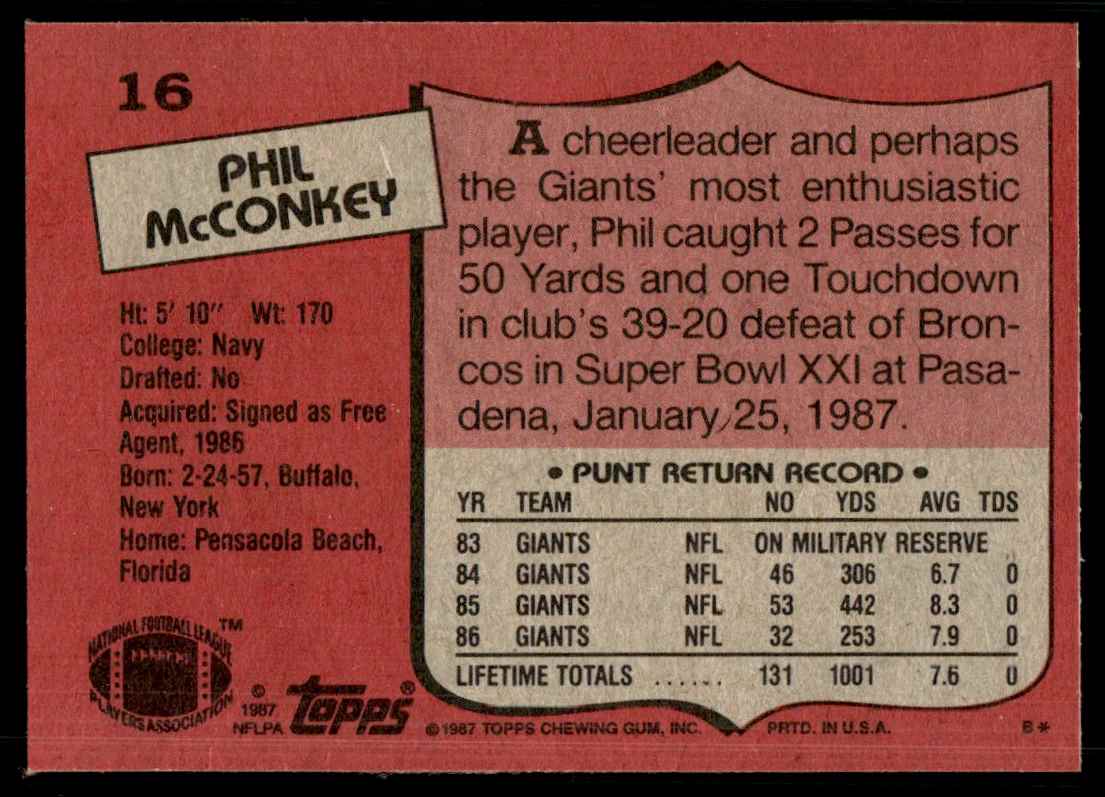 16
PHIL
McCONKEY
Ht: 5' 10" Wt: 170
College: Navy
Drafted: No
Acquired: Signed as Free
Agent, 1986
Born: 2-24-57, Buffalo,
New York
Home: Pensacola Beach,
Florida
NATIONAL FOOTBALL LEAGUE
PLAYERS ASSOCIATION
TM
©
1987
NFLPA
topps®
A cheerleader and perhaps
the Giants' most enthusiastic
player, Phil caught 2 Passes for
50 Yards and one Touchdown
in club's 39-20 defeat of Bron-
cos in Super Bowl XXI at Pasa-
dena, January 25, 1987.
• PUNT RETURN RECORD •
YR TEAM NO YDS AVG TDS
83 GIANTS NFL ON MILITARY RESERVE
84 GIANTS NFL 46 306 6.7 0
85 GIANTS NFL 53 442 8.3 0
86 GIANTS NFL 32 253 7.9 0
LIFETIME TOTALS ...... 131 1001 7.6 0
©1987 TOPPS CHEWING GUM, INC. PRTD. IN U.S.A. B*